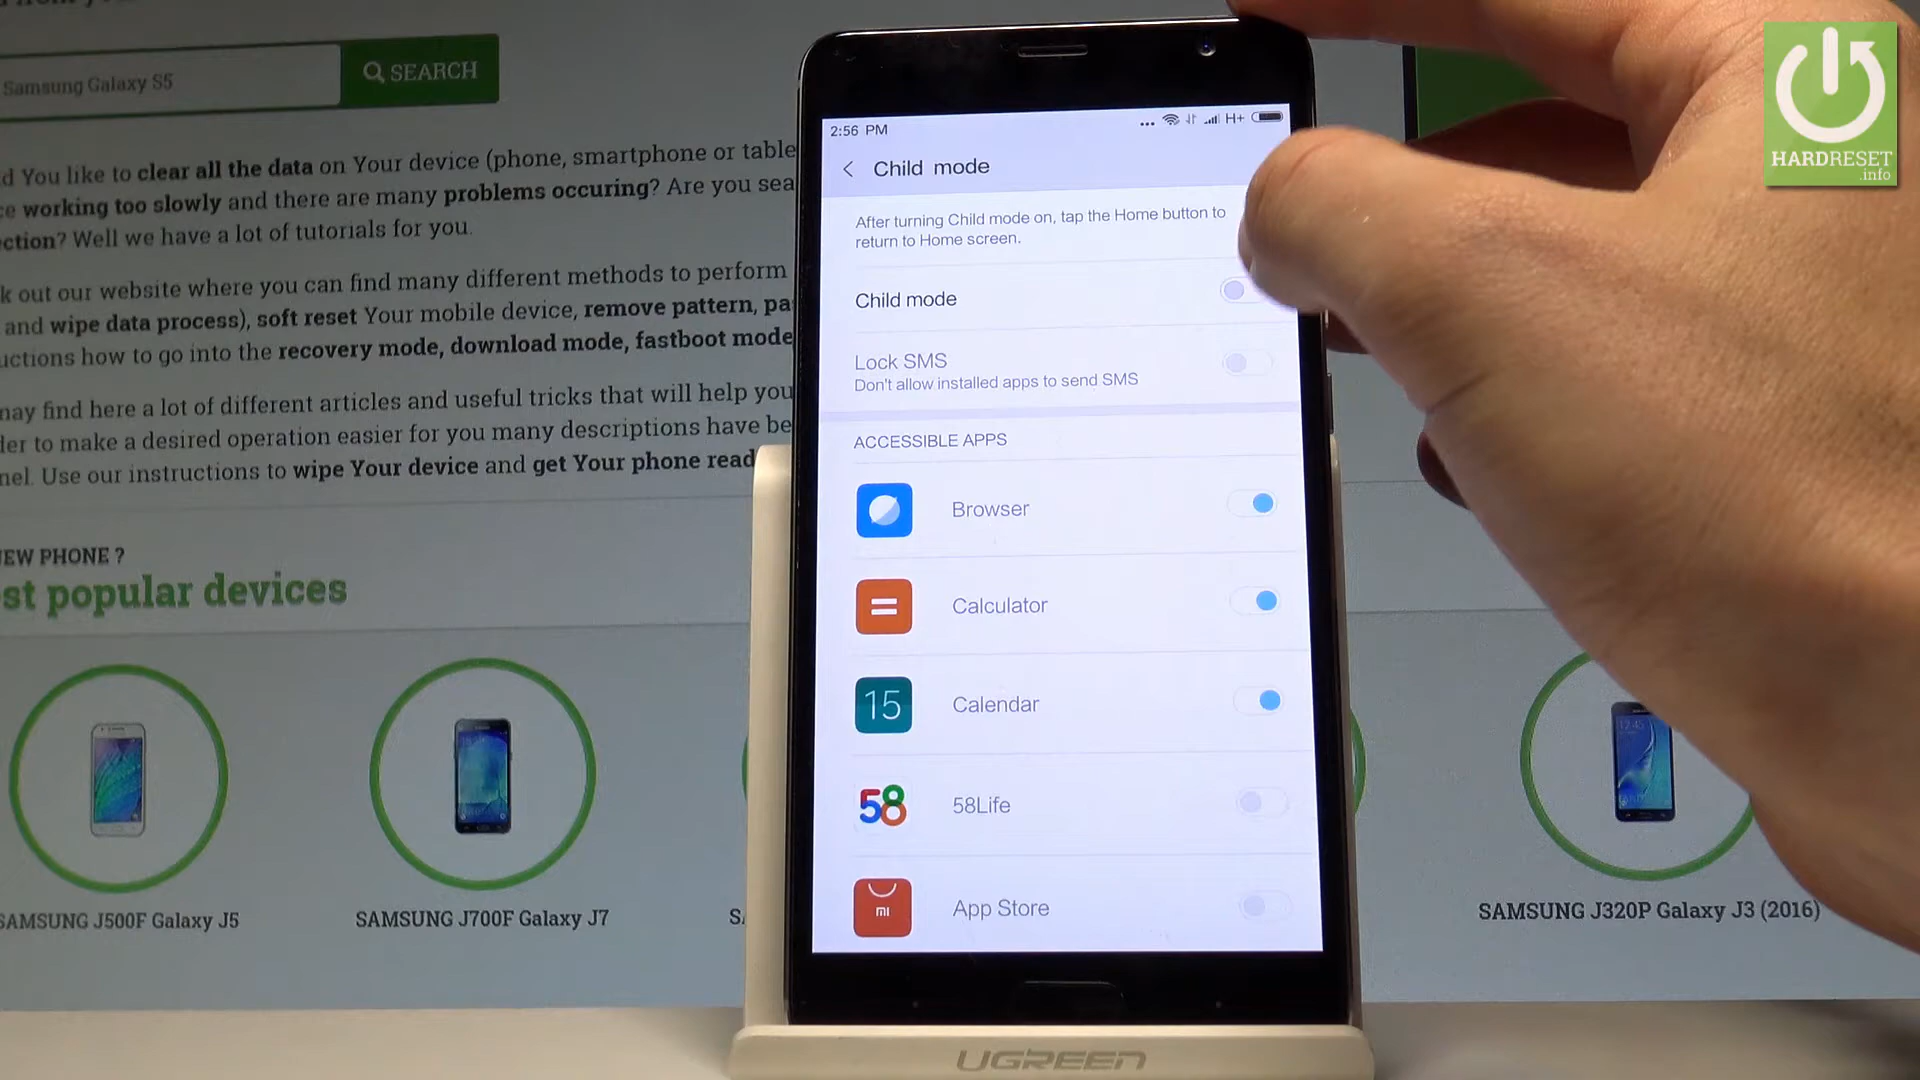 Samsung Galaxy S5
SEARCH
d You like to clear all the data on Your device (phone, smartphone or table
e working too slowly and there are many problems occuring? Are you sea
ction? Well we have a lot of tutorials for you.
k out our website where you can find many different methods to perform
and wipe data process), soft reset Your mobile device, remove pattern, pa
uctions how to go into the recovery mode, download mode, fastboot mode
may find here a lot of different articles and useful tricks that will help you
der to make a desired operation easier for you many descriptions have be
nel. Use our instructions to wipe Your device and get Your phone read
EW PHONE ?
st popular devices
SAMSUNG J500F Galaxy J5
SAMSUNG J700F Galaxy J7
S
SAMSUNG J320P Galaxy J3 (2016)
2:56 PM
H+
Child mode
After turning Child mode on, tap the Home button to
return to Home screen.
Child mode
Lock SMS
Don't allow installed apps to send SMS
ACCESSIBLE APPS
Browser
Calculator
15
Calendar
58
58Life
mi
App Store
UGREEN
HARDRESET
.info